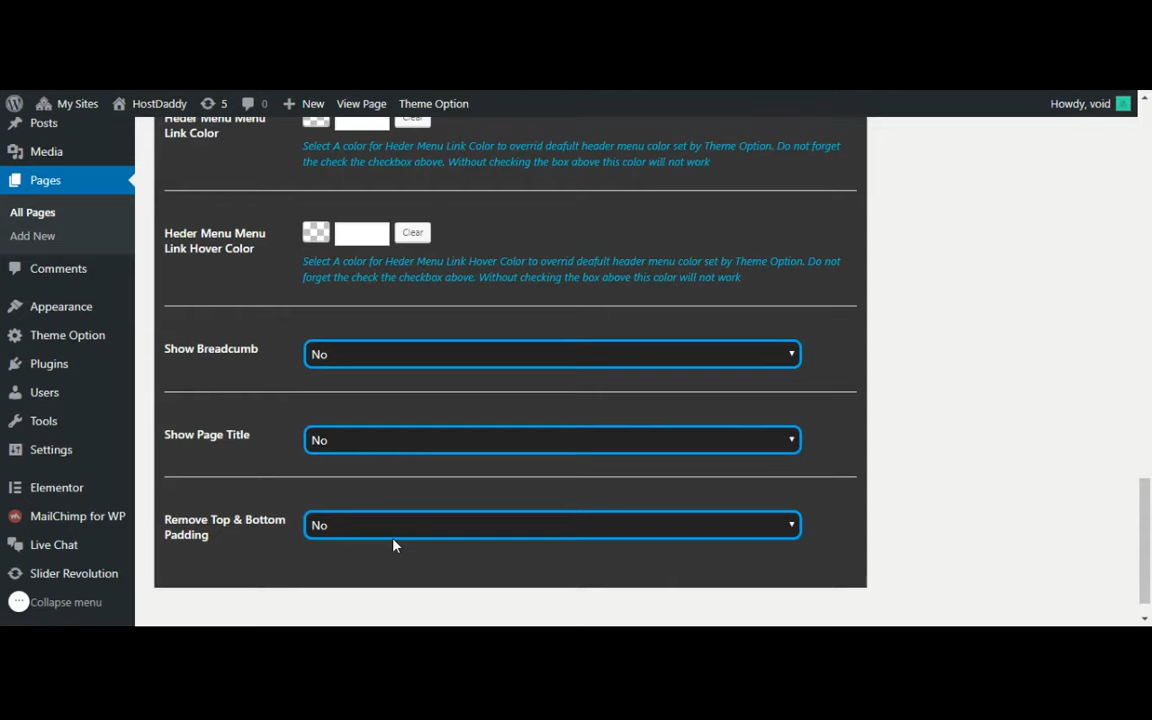 My Sites HostDaddy 5 0 New View Page Theme Option Howdy, void
Posts
Media
Pages
All Pages
Add New
Comments
Appearance
Theme Option
Plugins
Users
Tools
Settings
Elementor
MailChimp for WP
Live Chat
Slider Revolution
Collapse menu
Heder Menu Menu
Link Color
Clear
Select A color for Heder Menu Link Color to overrid deafult header menu color set by Theme Option. Do not forget
the check the checkbox above. Without checking the box above this color will not work
Heder Menu Menu
Link Hover Color
Clear
Select A color for Heder Menu Link Hover Color to overrid deafult header menu color set by Theme Option. Do not
forget the check the checkbox above. Without checking the box above this color will not work
Show Breadcumb
No
Show Page Title
No
Remove Top & Bottom
Padding
No